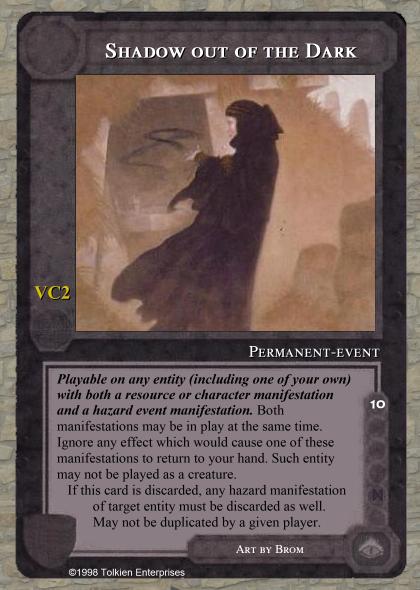 Shadow out of the Dark
VC2
Permanent-event
Playable on any entity (including one of your own)
with both a resource or character manifestation
and a hazard event manifestation. Both
manifestations may be in play at the same time.
Ignore any effect which would cause one of these
manifestations to return to your hand. Such entity
may not be played as a creature.
If this card is discarded, any hazard manifestation
of target entity must be discarded as well.
May not be duplicated by a given player.
10
Art by Brom
©1998 Tolkien Enterprises